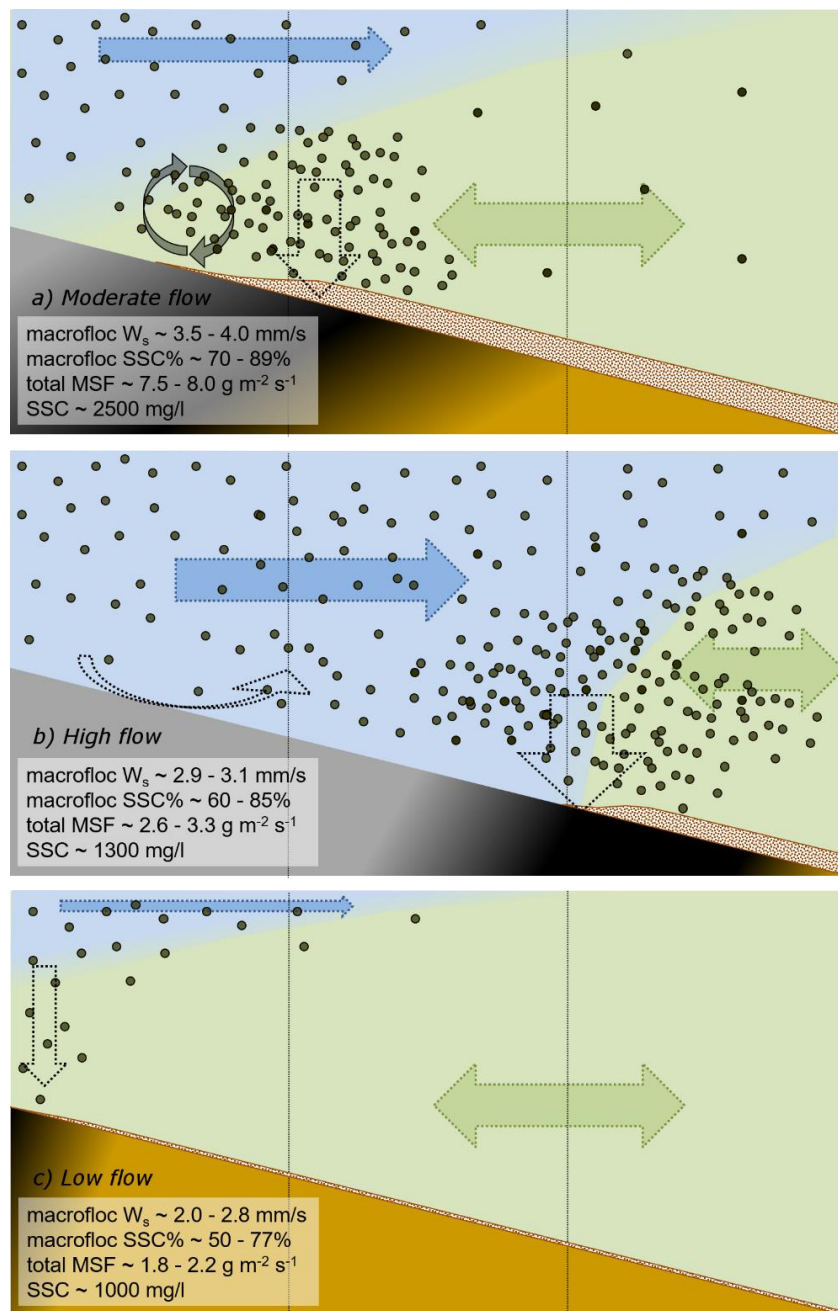 a) Moderate flow
macrofloc Wₛ ~ 3.5 - 4.0 mm/s
macrofloc SSC% ~ 70 - 89%
total MSF ~ 7.5 - 8.0 g m⁻² s⁻¹
SSC ~ 2500 mg/l
b) High flow
macrofloc Wₛ ~ 2.9 - 3.1 mm/s
macrofloc SSC% ~ 60 - 85%
total MSF ~ 2.6 - 3.3 g m⁻² s⁻¹
SSC ~ 1300 mg/l
c) Low flow
macrofloc Wₛ ~ 2.0 - 2.8 mm/s
macrofloc SSC% ~ 50 - 77%
total MSF ~ 1.8 - 2.2 g m⁻² s⁻¹
SSC ~ 1000 mg/l